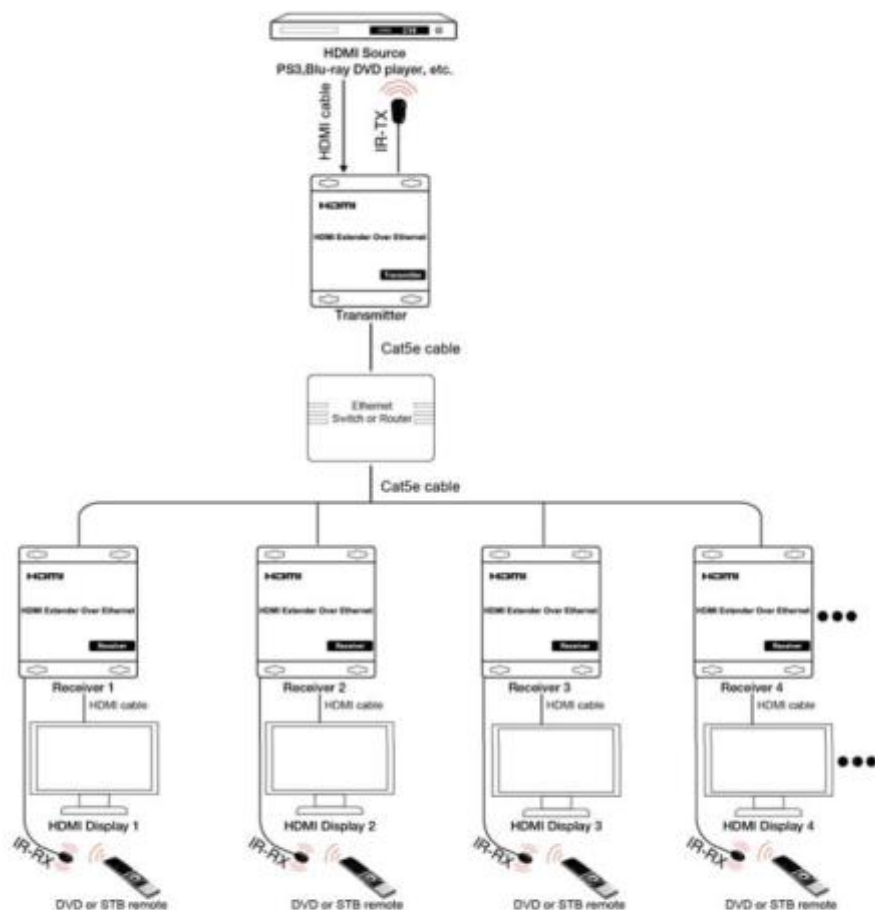 HDMI Source
PS3,Blu-ray DVD player, etc.
HDMI cable
IR-TX
HDMI
HDMI Extender Over Ethernet
Transmitter
Transmitter
Cat5e cable
Ethernet
Switch or Router
Cat5e cable
HDMI
HDMI Extender Over Ethernet
Receiver
HDMI
HDMI Extender Over Ethernet
Receiver
HDMI
HDMI Extender Over Ethernet
Receiver
HDMI
HDMI Extender Over Ethernet
Receiver
Receiver 1
Receiver 2
Receiver 3
Receiver 4
HDMI cable
HDMI cable
HDMI cable
HDMI cable
HDMI Display 1
HDMI Display 2
HDMI Display 3
HDMI Display 4
IR-RX
IR-RX
IR-RX
IR-RX
DVD or STB remote
DVD or STB remote
DVD or STB remote
DVD or STB remote